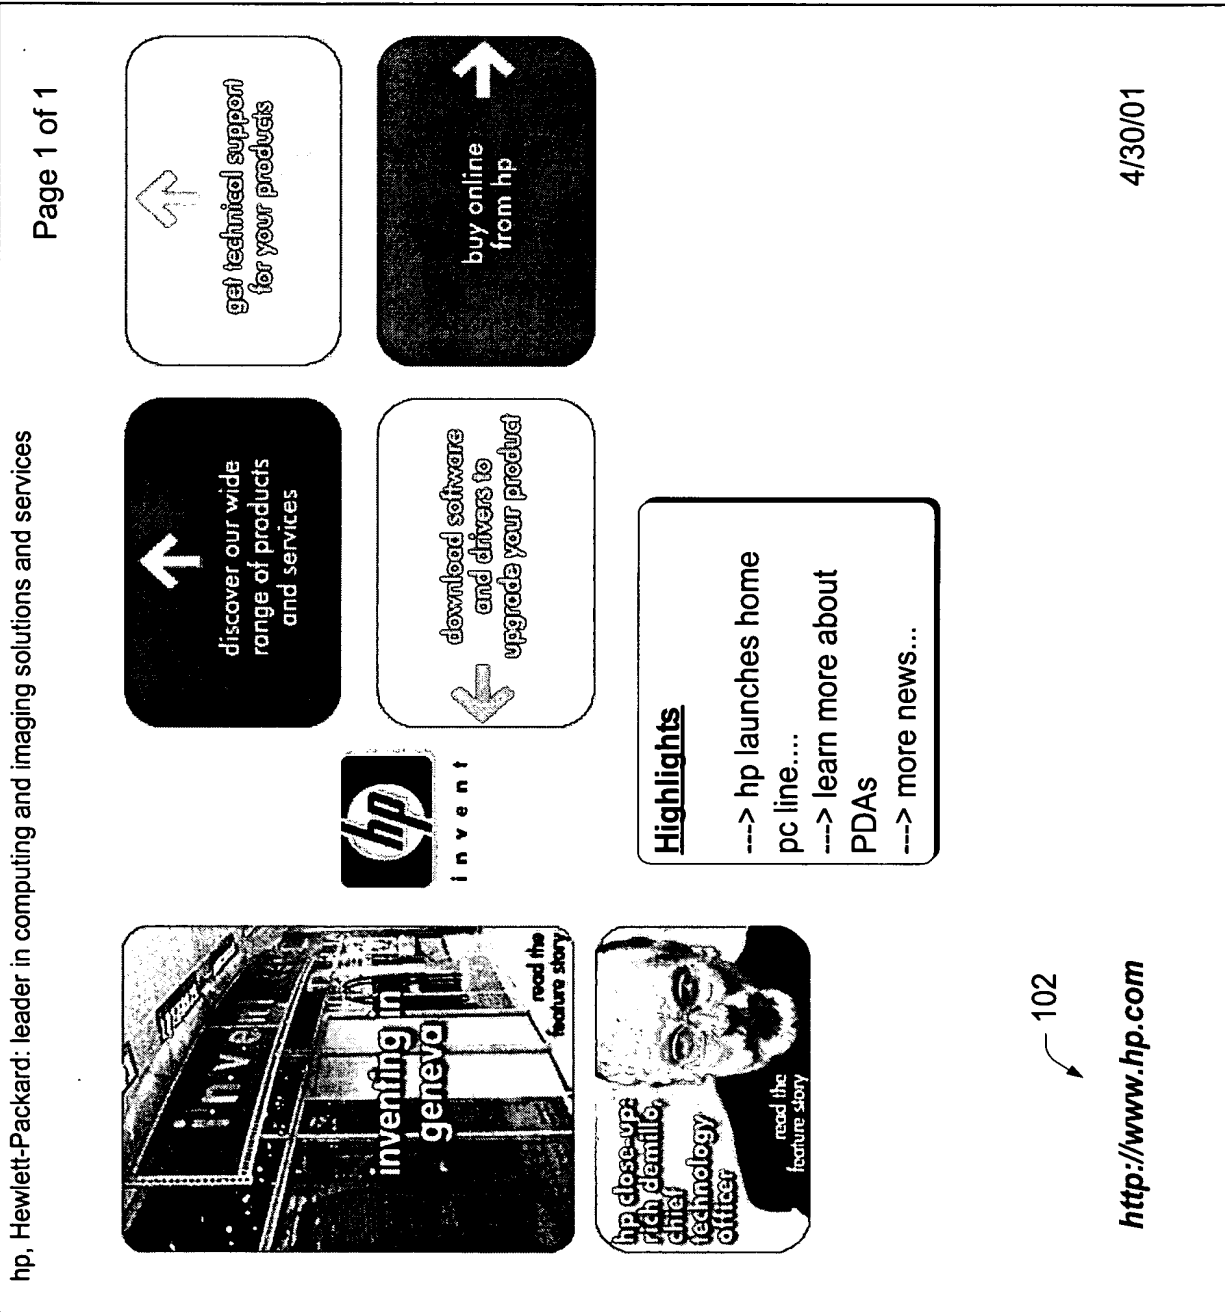 hp, Hewlett-Packard: leader in computing and imaging solutions and services
Page 1 of 1
inven
inventing in
geneva
read the
feature story
hp
invent
discover our wide
range of products
and services
get technical support
for your products
download software
and drivers to
upgrade your product
buy online
from hp
hp close-up:
rich demillo,
chief
technology
officer
read the
feature story
Highlights
---> hp launches home
pc line....
---> learn more about
PDAs
---> more news...
102
http://www.hp.com
4/30/01